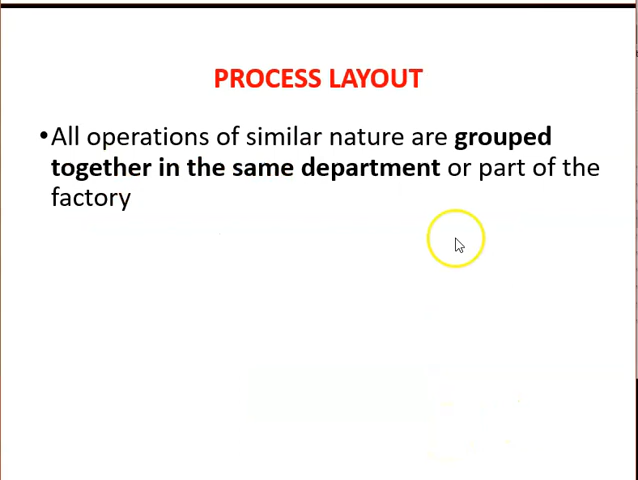 PROCESS LAYOUT
•All operations of similar nature are grouped
together in the same department or part of the
factory